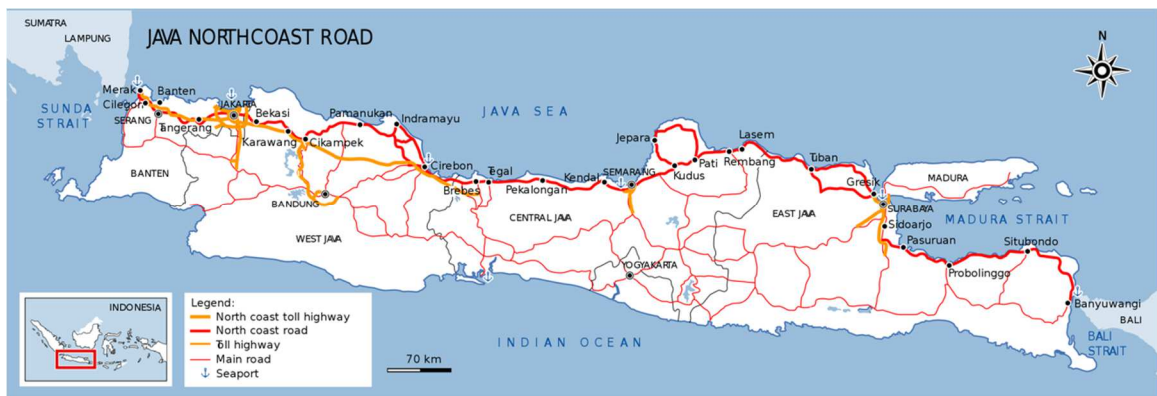 SUMATRA
LAMPUNG
JAVA NORTHCOAST ROAD
N
SUNDA
STRAIT
JAVA SEA
Merak
Banten
Cilegon
SERANG
Tangerang
JAKARTA
Bekasi
Karawang
Cikampek
Pamanukan
Indramayu
Cirebon
BANTEN
BANDUNG
WEST JAVA
Brebes
Tegal
Pekalongan
Kendal
SEMARANG
CENTRAL JAVA
YOGYAKARTA
Jepara
Kudus
Pati
Rembang
Lasem
Tuban
Gresik
SURABAYA
MADURA
MADURA STRAIT
EAST JAVA
Sidoarjo
Pasuruan
Probolinggo
Situbondo
Banyuwangi
BALI
BALI
STRAIT
INDIAN OCEAN
INDONESIA
Legend:
North coast toll highway
North coast road
Toll highway
Main road
Seaport
70 km